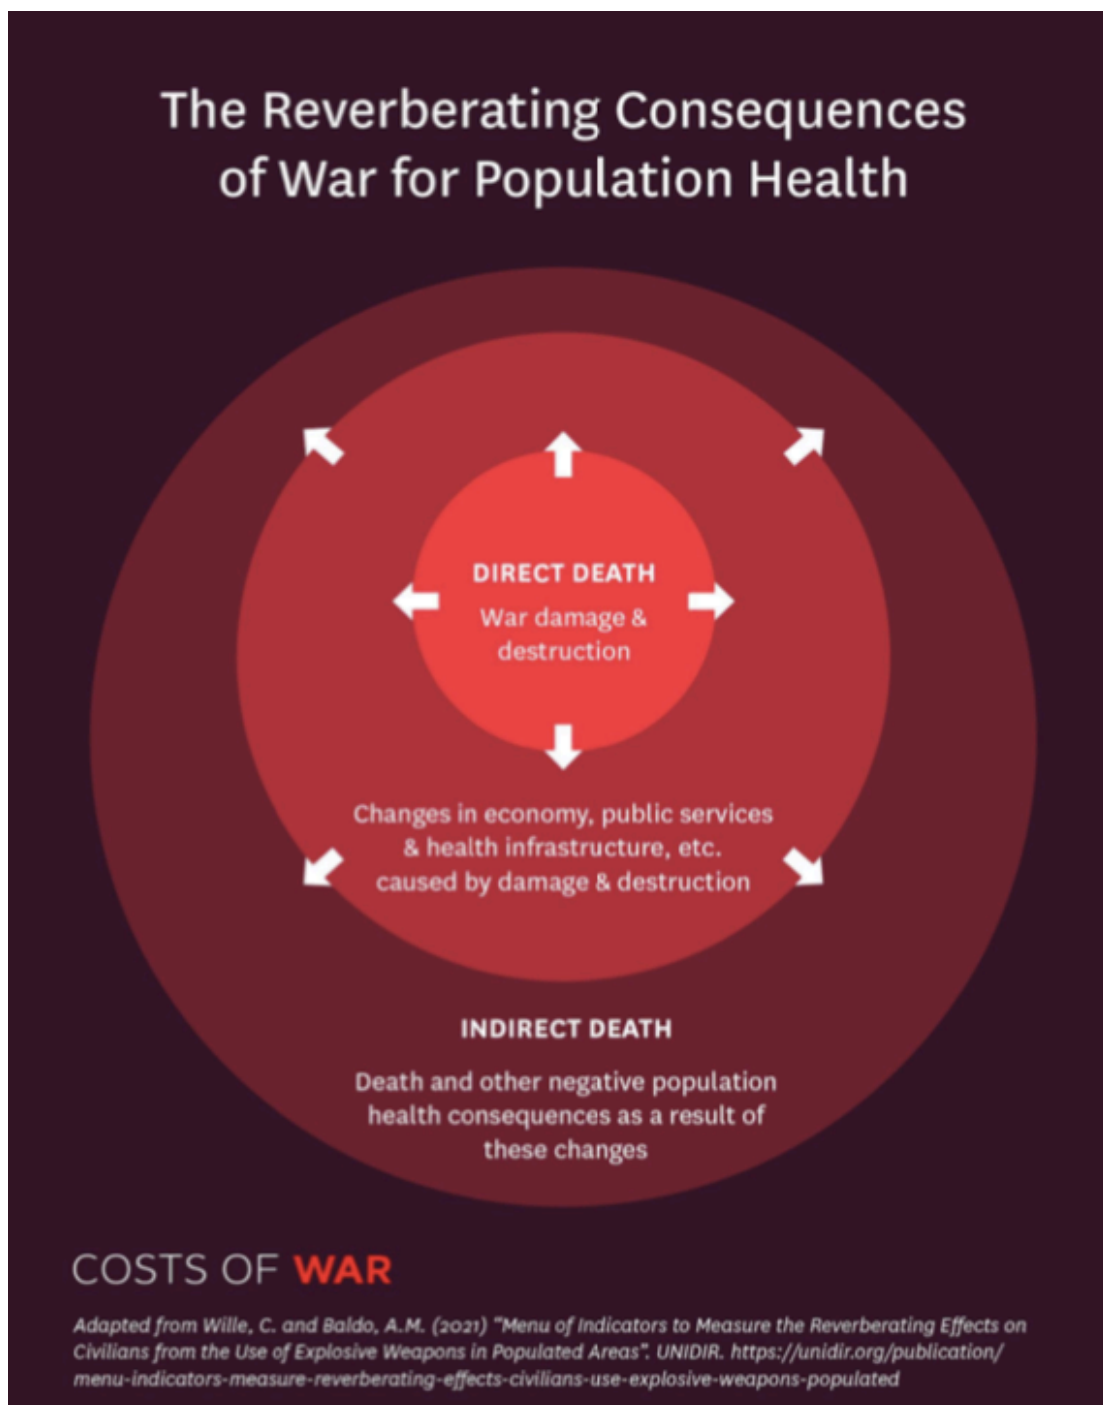 The Reverberating Consequences
of War for Population Health
DIRECT DEATH
War damage &
destruction
Changes in economy, public services
& health infrastructure, etc.
caused by damage & destruction
INDIRECT DEATH
Death and other negative population
health consequences as a result of
these changes
COSTS OF WAR
Adapted from Wille, C. and Baldo, A.M. (2021) "Menu of Indicators to Measure the Reverberating Effects on
Civilians from the Use of Explosive Weapons in Populated Areas". UNIDIR. https://unidir.org/publication/
menu-indicators-measure-reverberating-effects-civilians-use-explosive-weapons-populated